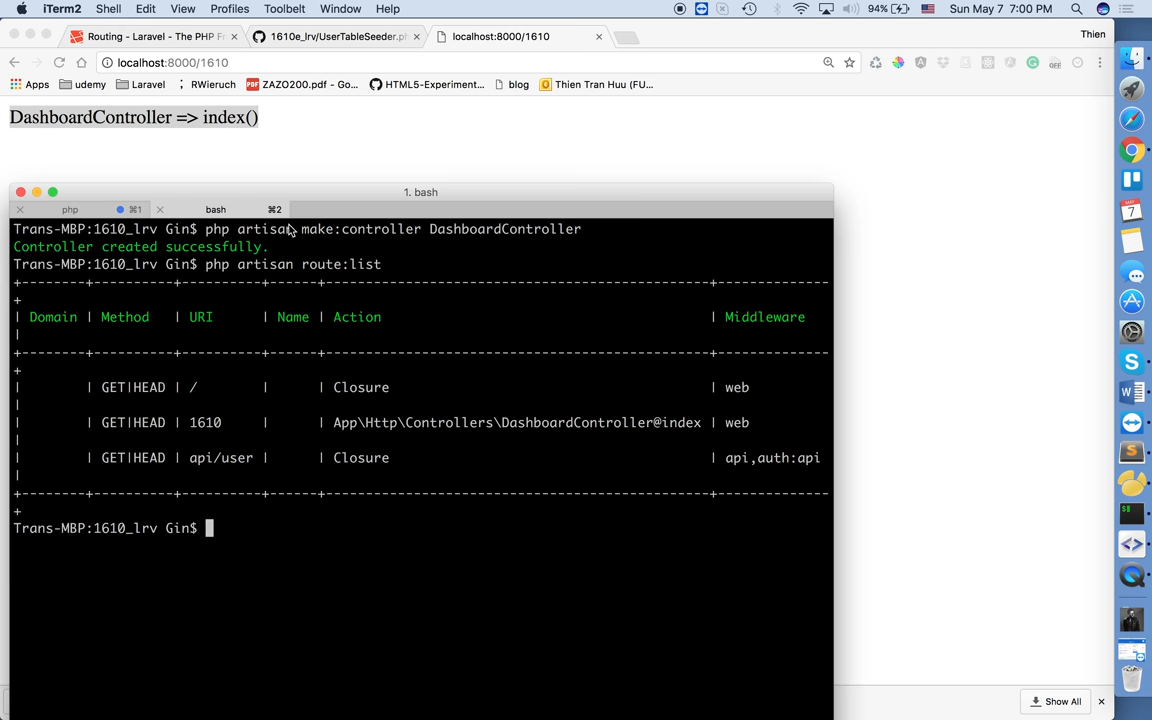 iTerm2 Shell Edit View Profiles Toolbelt Window Help 94% Sun May 7 7:00 PM
Routing - Laravel - The PHP Fr 1610e_lrv/UserTableSeeder.ph localhost:8000/1610 Thien
localhost:8000/1610
Apps udemy Laravel RWieruch PDF ZAZO200.pdf - Go... HTML5-Experiment... blog Thien Tran Huu (FU...
DashboardController => index()
1. bash
php ⌘1 bash ⌘2
Trans-MBP:1610_lrv Gin$ php artisan make:controller DashboardController
Controller created successfully.
Trans-MBP:1610_lrv Gin$ php artisan route:list
+--------+----------+----------+------+------------------------------------------------+--------------
+
| Domain | Method | URI | Name | Action | Middleware
|
+--------+----------+----------+------+------------------------------------------------+--------------
+
| | GET|HEAD | / | | Closure | web
|
| | GET|HEAD | 1610 | | App\Http\Controllers\DashboardController@index | web
|
| | GET|HEAD | api/user | | Closure | api,auth:api
|
+--------+----------+----------+------+------------------------------------------------+--------------
+
Trans-MBP:1610_lrv Gin$
Show All